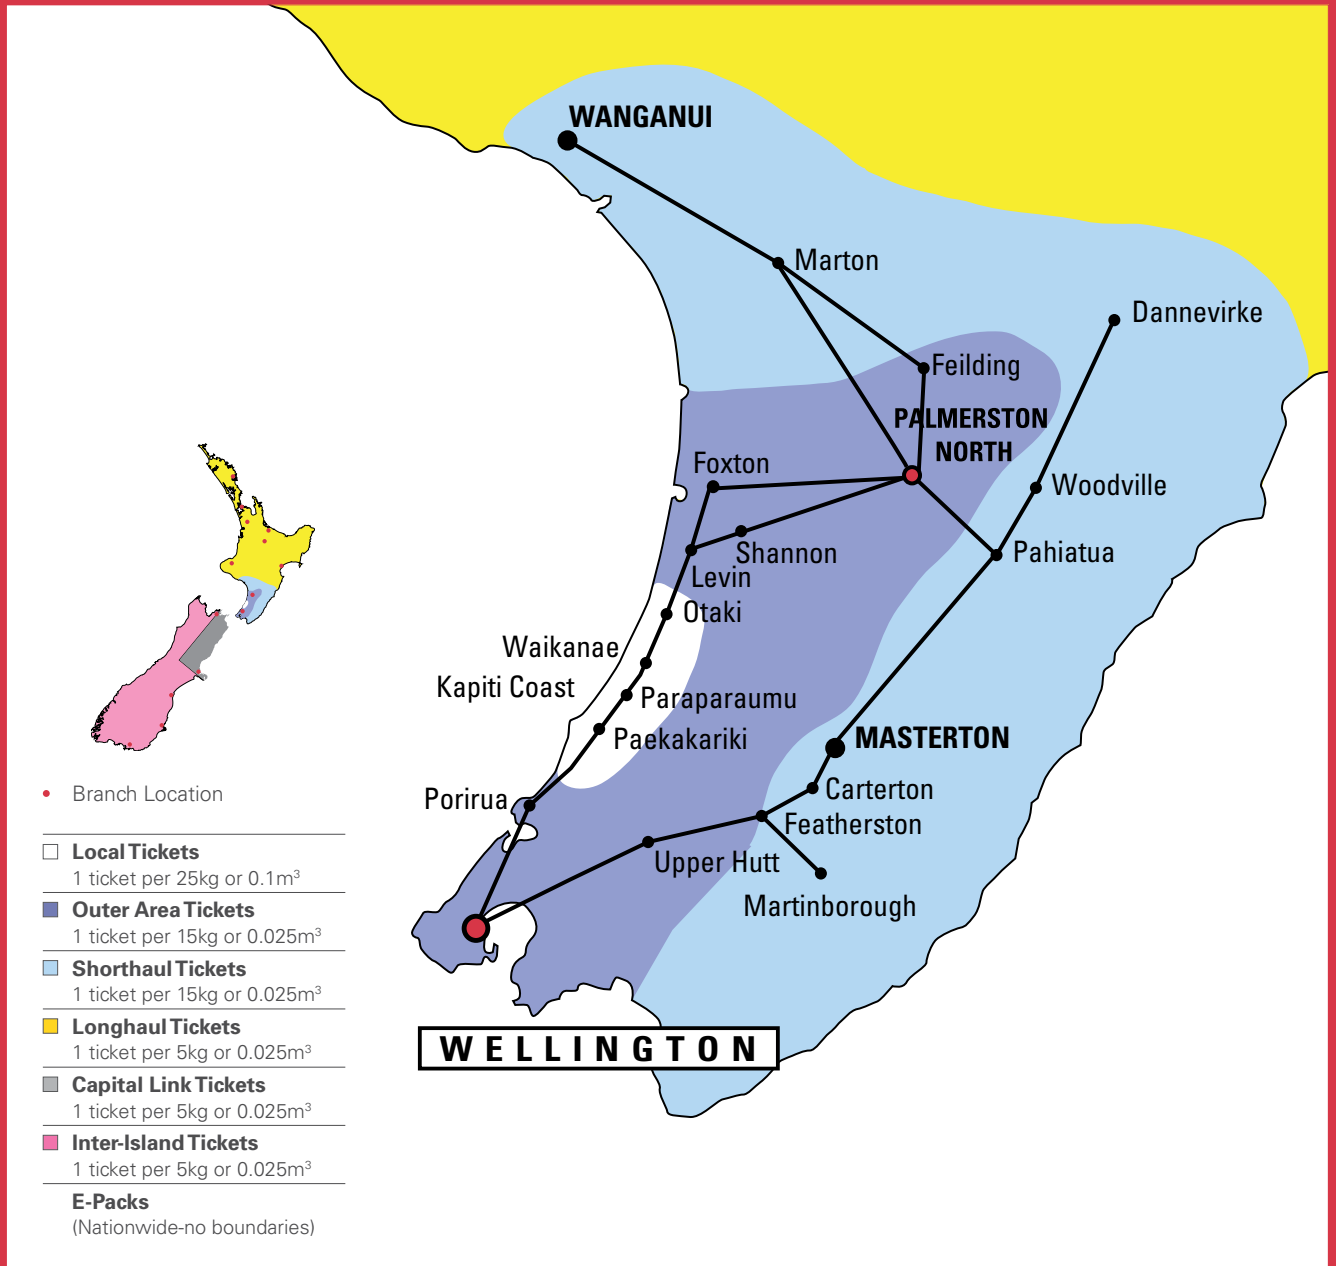 WANGANUI
Marton
Dannevirke
Feilding
PALMERSTON
NORTH
Foxton
Woodville
Shannon
Pahiatua
Levin
Otaki
Waikanae
Kapiti Coast
Paraparaumu
Paekakariki
MASTERTON
Porirua
Carterton
Featherston
Upper Hutt
Martinborough
WELLINGTON
Branch Location
Local Tickets
1 ticket per 25kg or 0.1m³
Outer Area Tickets
1 ticket per 15kg or 0.025m³
Shorthaul Tickets
1 ticket per 15kg or 0.025m³
Longhaul Tickets
1 ticket per 5kg or 0.025m³
Capital Link Tickets
1 ticket per 5kg or 0.025m³
Inter-Island Tickets
1 ticket per 5kg or 0.025m³
E-Packs
(Nationwide-no boundaries)